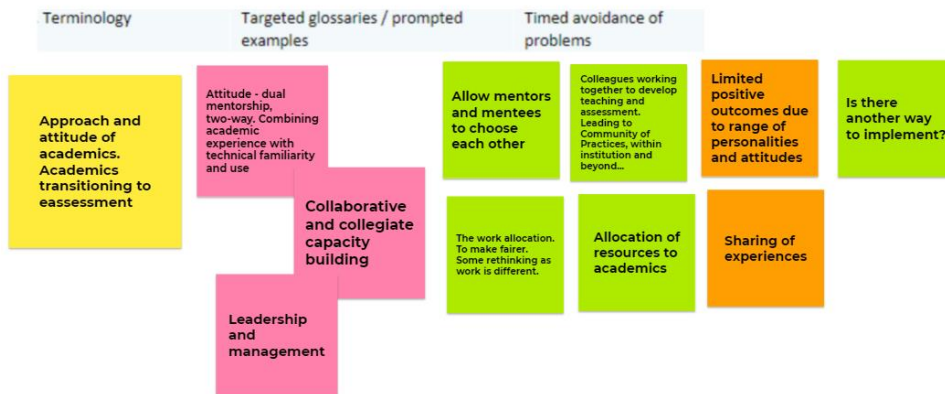 . Terminology
Targeted glossaries / prompted
examples
Timed avoidance of
problems
Approach and
attitude of
academics.
Academics
transitioning to
eassessment
Attitude - dual
mentorship,
two-way. Combining
academic
experience with
technical familiarity
and use
Collaborative
and collegiate
capacity
building
Leadership
and
management
Allow mentors
and mentees
to choose
each other
Colleagues working
together to develop
teaching and
assessment.
Leading to
Community of
Practices, within
institution and
beyond...
Limited
positive
outcomes due
to range of
personalities
and attitudes
Is there
another way
to implement?
The work allocation.
To make fairer.
Some rethinking as
work is different.
Allocation of
resources to
academics
Sharing of
experiences